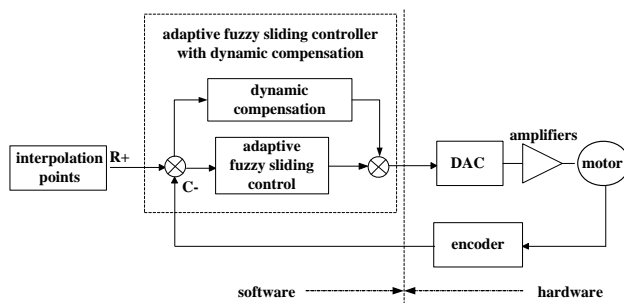 adaptive fuzzy sliding controller
with dynamic compensation
dynamic
compensation
amplifiers
interpolation
points
R+
C-
adaptive
fuzzy sliding
control
DAC
motor
encoder
software
hardware